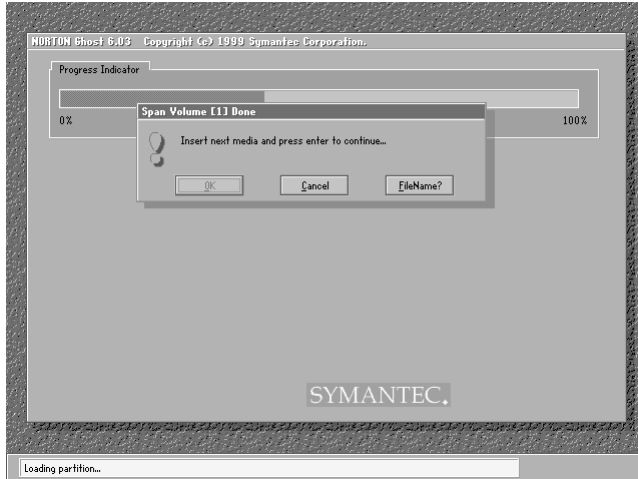 NORTON Ghost 6.03   Copyright (c) 1999 Symantec Corporation.
Progress Indicator
0% 100%
Span Volume [1] Done
Insert next media and press enter to continue...
OK Cancel FileName?
SYMANTEC.
Loading partition...